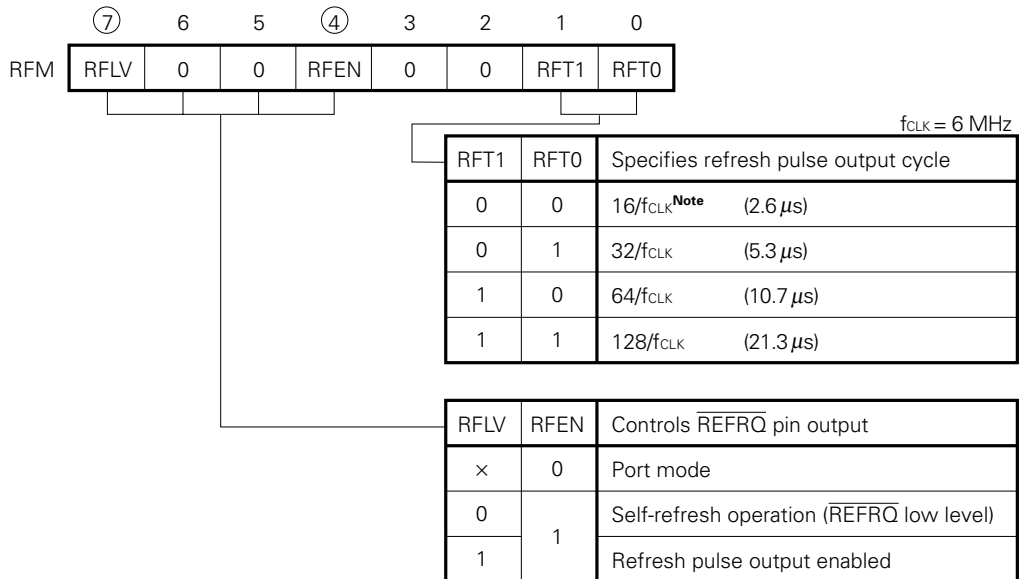 ⑦ 6 5 ④ 3 2 1 0
RFM RFLV 0 0 RFEN 0 0 RFT1 RFT0
fCLK = 6 MHz
RFT1 RFT0 Specifies refresh pulse output cycle
0 0 16/fCLK Note (2.6 μs)
0 1 32/fCLK (5.3 μs)
1 0 64/fCLK (10.7 μs)
1 1 128/fCLK (21.3 μs)
RFLV RFEN Controls R̅E̅F̅R̅Q̅ pin output
× 0 Port mode
0 1 Self-refresh operation (R̅E̅F̅R̅Q̅ low level)
1 Refresh pulse output enabled